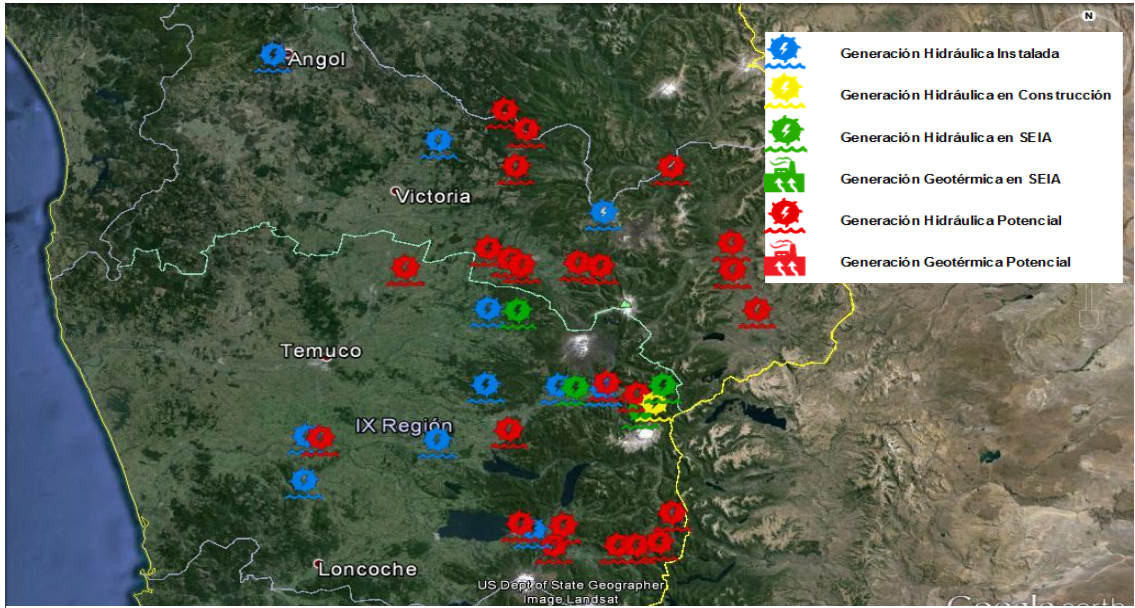 N
Angol
Victoria
Temuco
IX Región
Loncoche
Generación Hidráulica Instalada
Generación Hidráulica en Construcción
Generación Hidráulica en SEIA
Generación Geotérmica en SEIA
Generación Hidráulica Potencial
Generación Geotérmica Potencial
US Dept of State Geographer
Image Landsat